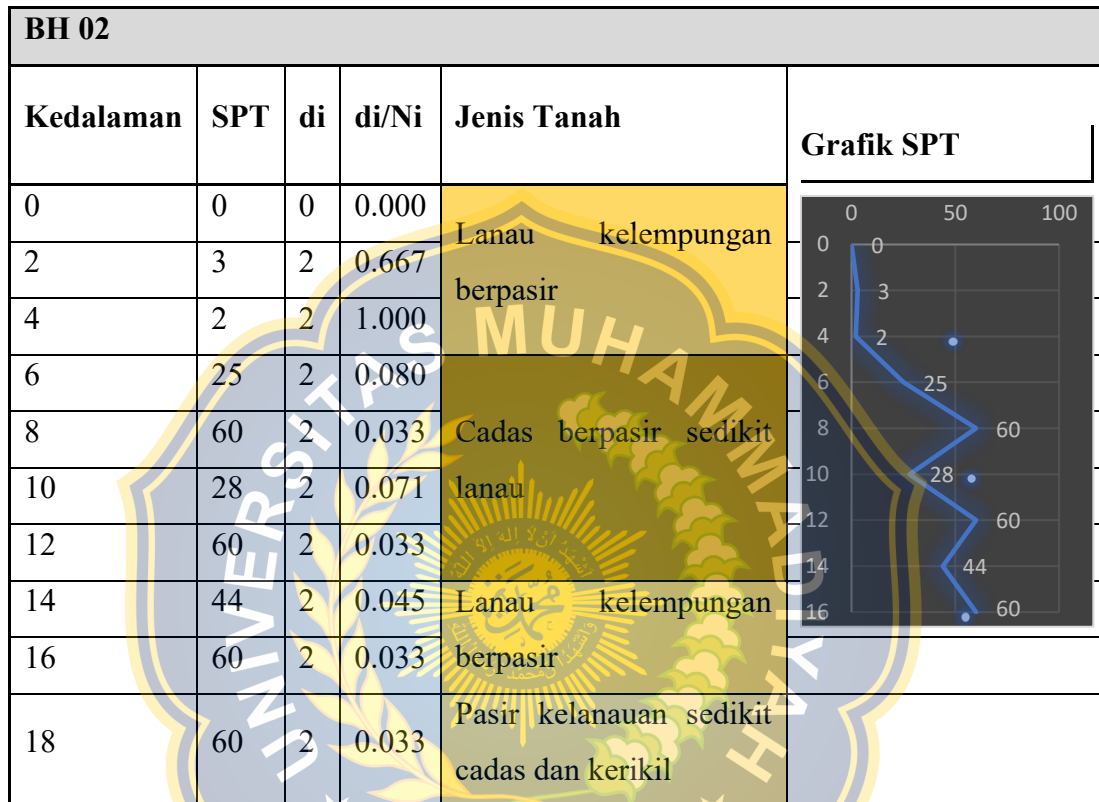 BH 02
Kedalaman SPT di di/Ni Jenis Tanah Grafik SPT
0 0 0 0.000 Lanau kelempungan
2 3 2 0.667 berpasir
4 2 2 1.000
6 25 2 0.080
8 60 2 0.033 Cadas berpasir sedikit
10 28 2 0.071 lanau
12 60 2 0.033
14 44 2 0.045 Lanau kelempungan
16 60 2 0.033 berpasir
18 60 2 0.033 Pasir kelanauan sedikit
cadas dan kerikil
0 50 100
0 0
2 3
4 2
6 25
8 60
10 28
12 60
14 44
16 60
UNIVERSITAS MUHAMMADIYAH